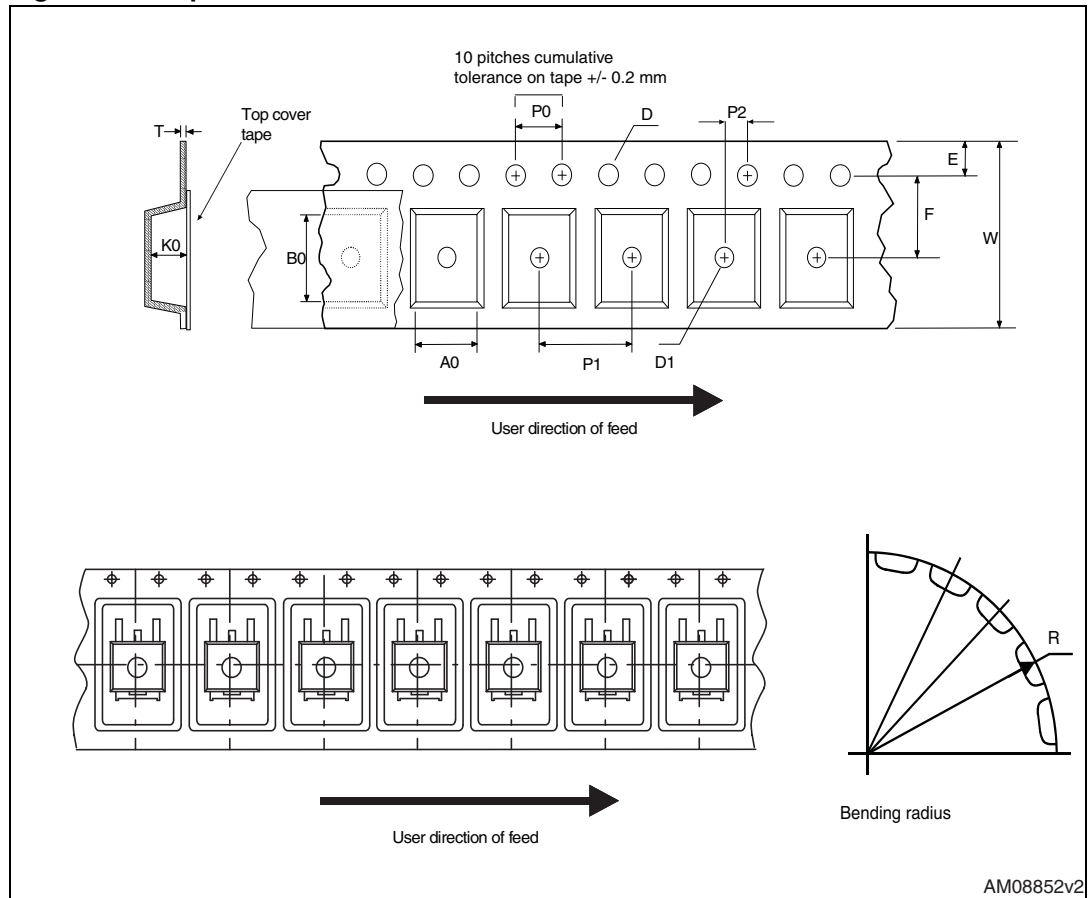 10 pitches cumulative
tolerance on tape +/- 0.2 mm
Top cover
tape
T
P0
D
P2
E
F
W
K0
B0
A0
P1
D1
User direction of feed
R
Bending radius
User direction of feed
AM08852v2